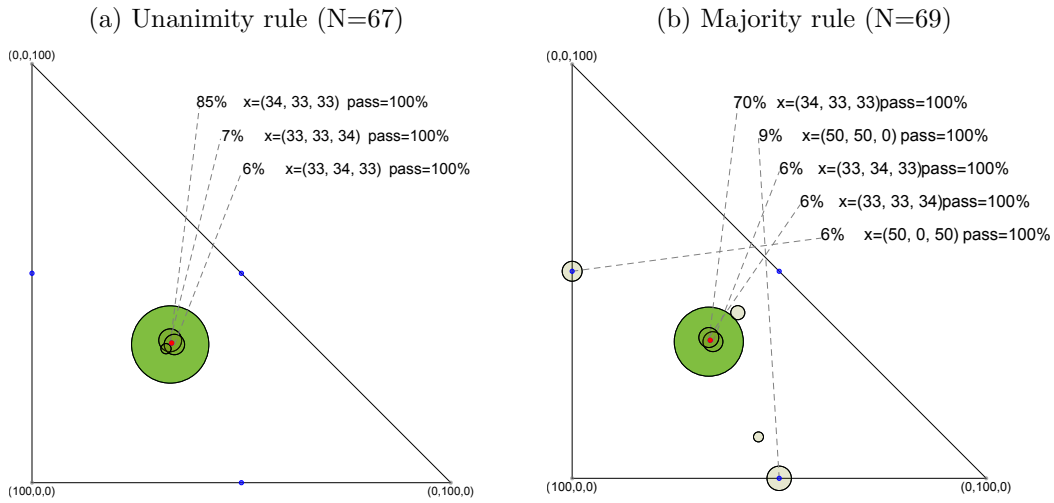 (a) Unanimity rule (N=67)
(0,0,100)
85% x=(34, 33, 33) pass=100%
7% x=(33, 33, 34) pass=100%
6% x=(33, 34, 33) pass=100%
(100,0,0)
(0,100,0)
(b) Majority rule (N=69)
(0,0,100)
70% x=(34, 33, 33)pass=100%
9% x=(50, 50, 0) pass=100%
6% x=(33, 34, 33)pass=100%
6% x=(33, 33, 34)pass=100%
6% x=(50, 0, 50) pass=100%
(100,0,0)
(0,100,0)